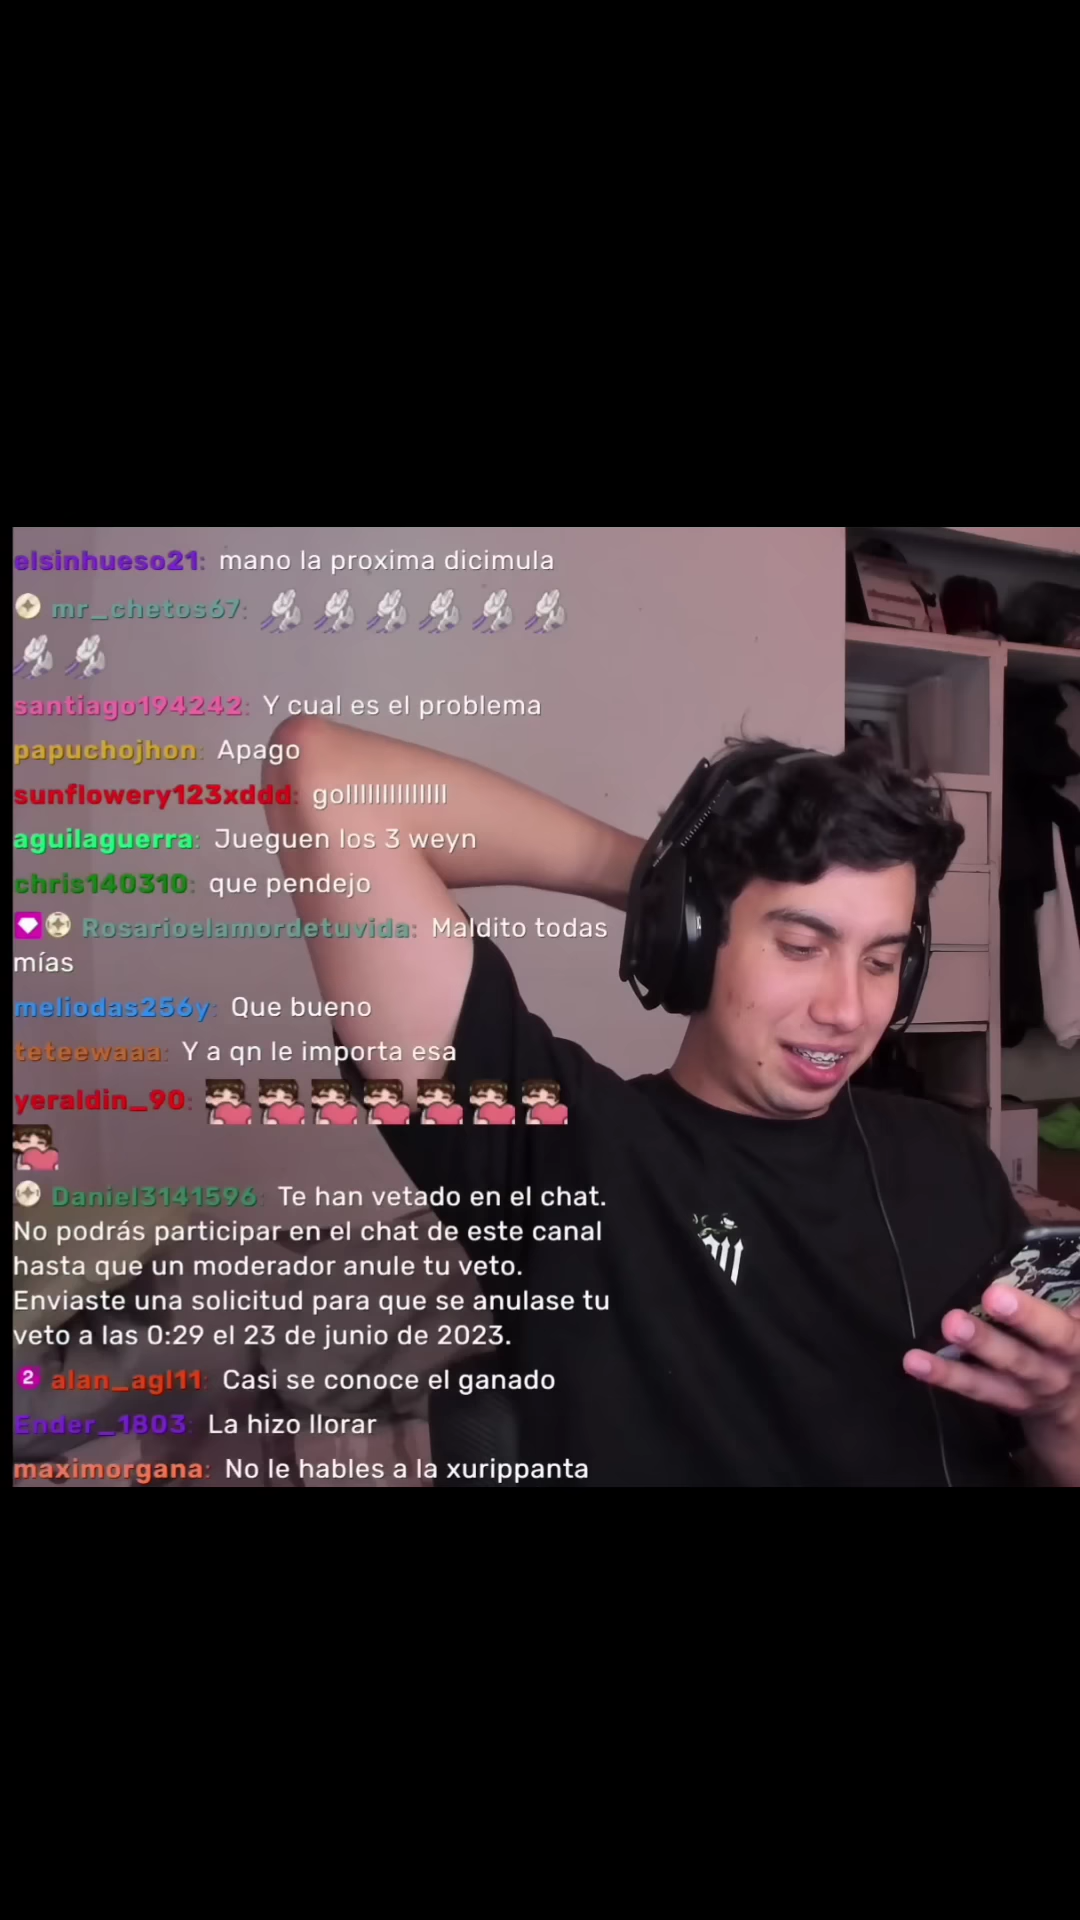 elsinhueso21: mano la proxima dicimula
mr_chetos67:
santiago194242: Y cual es el problema
papuchojhon: Apago
sunflowery123xddd: gollllllllllllll
aguilaguerra: Jueguen los 3 weyn
chris140310: que pendejo
Rosarioelamordetuvida: Maldito todas
mías
meliodas256y: Que bueno
teteewaaa: Y a qn le importa esa
yeraldin_90:
Daniel3141596: Te han vetado en el chat.
No podrás participar en el chat de este canal
hasta que un moderador anule tu veto.
Enviaste una solicitud para que se anulase tu
veto a las 0:29 el 23 de junio de 2023.
2 alan_agl11: Casi se conoce el ganado
Ender_1803: La hizo llorar
maximorgana: No le hables a la xurippanta